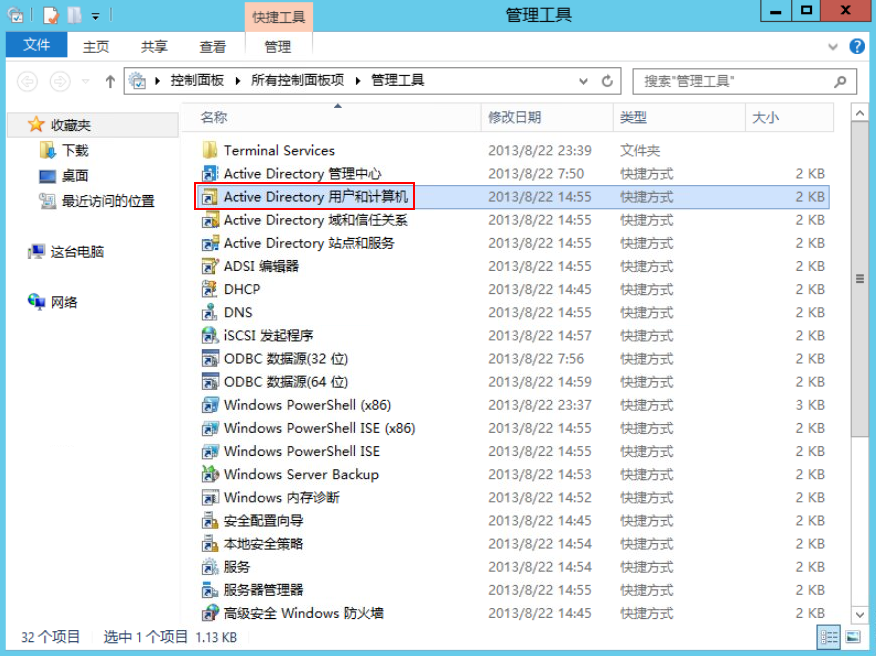 快捷工具
管理工具
文件 主页 共享 查看 管理
控制面板 所有控制面板项 管理工具 搜索"管理工具"
名称 修改日期 类型 大小
收藏夹
下载
桌面
最近访问的位置
这台电脑
网络
Terminal Services 2013/8/22 23:39 文件夹
Active Directory 管理中心 2013/8/22 7:50 快捷方式 2 KB
Active Directory 用户和计算机 2013/8/22 14:55 快捷方式 2 KB
Active Directory 域和信任关系 2013/8/22 14:55 快捷方式 2 KB
Active Directory 站点和服务 2013/8/22 14:55 快捷方式 2 KB
ADSI 编辑器 2013/8/22 14:55 快捷方式 2 KB
DHCP 2013/8/22 14:45 快捷方式 2 KB
DNS 2013/8/22 14:55 快捷方式 2 KB
iSCSI 发起程序 2013/8/22 14:57 快捷方式 2 KB
ODBC 数据源(32 位) 2013/8/22 7:56 快捷方式 2 KB
ODBC 数据源(64 位) 2013/8/22 14:59 快捷方式 2 KB
Windows PowerShell (x86) 2013/8/22 23:37 快捷方式 3 KB
Windows PowerShell ISE (x86) 2013/8/22 14:55 快捷方式 2 KB
Windows PowerShell ISE 2013/8/22 14:55 快捷方式 2 KB
Windows Server Backup 2013/8/22 14:53 快捷方式 2 KB
Windows 内存诊断 2013/8/22 14:52 快捷方式 2 KB
安全配置向导 2013/8/22 14:45 快捷方式 2 KB
本地安全策略 2013/8/22 14:54 快捷方式 2 KB
服务 2013/8/22 14:54 快捷方式 2 KB
服务器管理器 2013/8/22 14:55 快捷方式 2 KB
高级安全 Windows 防火墙 2013/8/22 14:45 快捷方式 2 KB
32 个项目 选中 1 个项目 1.13 KB